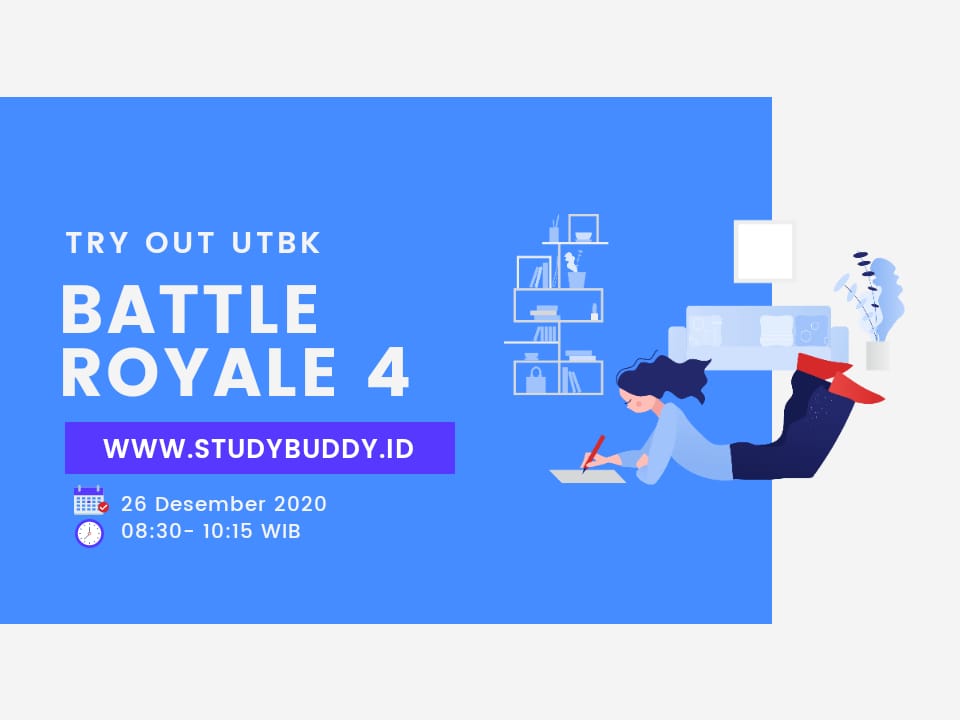 TRY OUT UTBK
BATTLE
ROYALE 4
WWW.STUDYBUDDY.ID
26 Desember 2020
08:30- 10:15 WIB